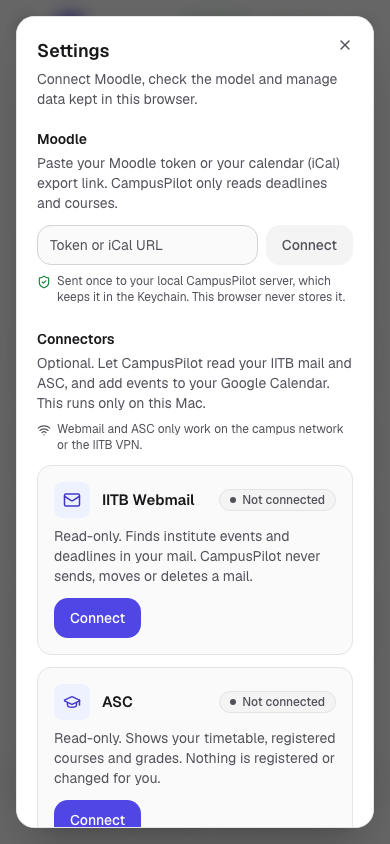 Settings
Connect Moodle, check the model and manage
data kept in this browser.
Moodle
Paste your Moodle token or your calendar (iCal)
export link. CampusPilot only reads deadlines
and courses.
Token or iCal URL
Connect
Sent once to your local CampusPilot server, which
keeps it in the Keychain. This browser never stores it.
Connectors
Optional. Let CampusPilot read your IITB mail and
ASC, and add events to your Google Calendar.
This runs only on this Mac.
Webmail and ASC only work on the campus network
or the IITB VPN.
IITB Webmail
Not connected
Read-only. Finds institute events and
deadlines in your mail. CampusPilot never
sends, moves or deletes a mail.
Connect
ASC
Not connected
Read-only. Shows your timetable, registered
courses and grades. Nothing is registered or
changed for you.
Connect